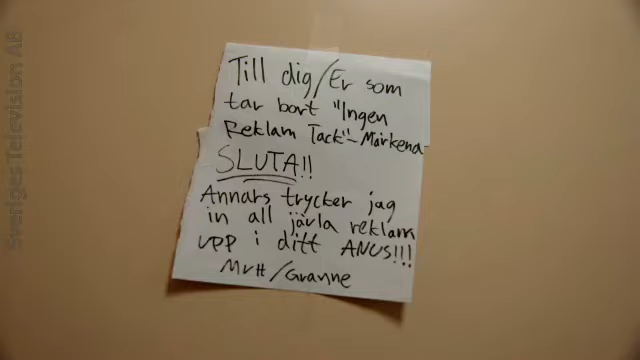 Till dig/Er som
tar bort "Ingen
Reklam Tack"-Märkena
SLUTA!!
Annars trycker jag
in all jävla reklam
upp i ditt ANUS!!!
MvH/Granne
Sveriges Television AB